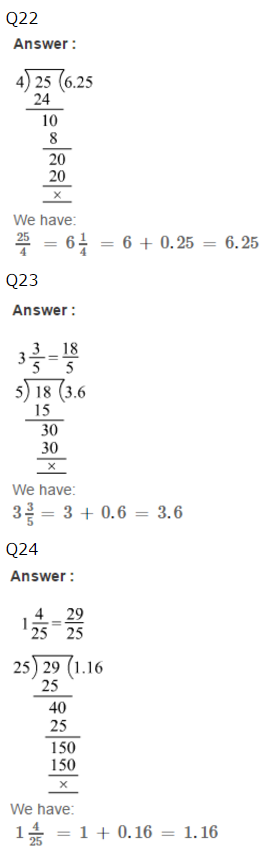 Q22
Answer :
4) 25 (6.25
24
10
8
20
20
×
We have:
25/4 = 6 1/4 = 6 + 0.25 = 6.25
Q23
Answer :
3 3/5 = 18/5
5) 18 (3.6
15
30
30
×
We have:
3 3/5 = 3 + 0.6 = 3.6
Q24
Answer :
1 4/25 = 29/25
25) 29 (1.16
25
40
25
150
150
×
We have:
1 4/25 = 1 + 0.16 = 1.16